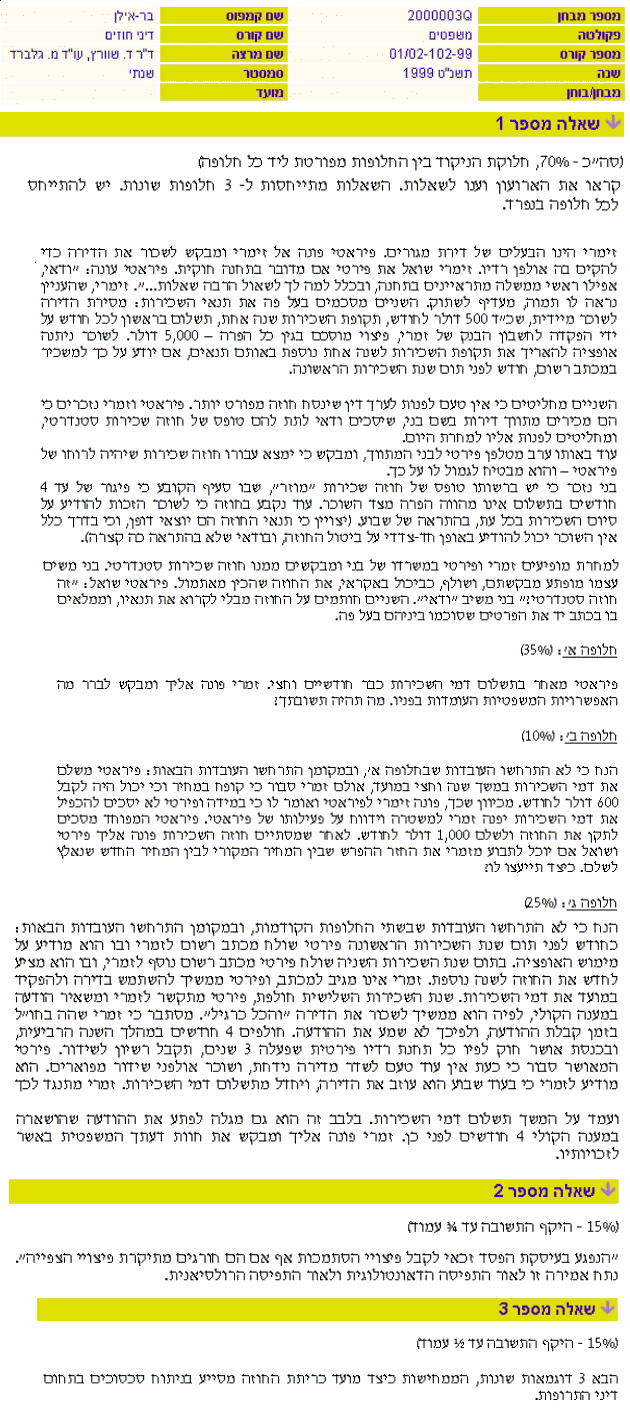 מספר מבחן 2000003Q שם קמפוס בר-אילן
פקולטה משפטים שם קורס דיני חוזים
מספר קורס 01/02-102-99 שם מרצה ד"ר ד. שוורץ, עו"ד מ. גלברד
שנה תשנ"ט 1999 סמסטר שנתי
מבחן/בוחן מועד
שאלה מספר 1
(סה״כ - 70%, חלוקת הניקוד בין החלופות מפורטת ליד כל חלופה)
קראו את הארועון וענו לשאלות. השאלות מתייחסות ל- 3 חלופות שונות. יש להתייחס
לכל חלופה בנפרד.
זימרי הינו הבעלים של דירת מגורים. פיראטי פונה אל זימרי ומבקש לשכור את הדירה כדי
להקים בה אולפן רדיו. זימרי שואל את פירטי אם מדובר בתחנה חוקית. פיראטי עונה: ״ודאי,
אפילו ראשי ממשלה מתראיינים בתחנה, ובכלל למה לך לשאול הרבה שאלות...״. זימרי, שהעניין
נראה לו תמוה, מעדיף לשתוק. השניים מסכמים בעל פה את תנאי השכירות: מסירת הדירה
לשוכר מיידית, שכ״ד 500 דולר לחודש, תקופת השכירות שנה אחת, תשלום בראשון לכל חודש על
ידי הפקדה לחשבון הבנק של זמרי, פיצוי מוסכם בגין כל הפרה – 5,000 דולר. לשוכר ניתנה
אופציה להאריך את תקופת השכירות לשנה אחת נוספת באותם תנאים, אם יודע על כך למשכיר
במכתב רשום, חודש לפני תום שנת השכירות הראשונה.
השניים מחליטים כי אין טעם לפנות לערך דין שינסח חוזה מפורט יותר. פיראטי וזמרי נזכרים כי
הם מכירים מתווך דירות בשם בני, שיסכים ודאי לתת להם טופס של חוזה שכירות סטנדרטי,
ומחליטים לפנות אליו למחרת היום.
עוד באותו ערב מטלפן פירטי לבני המתווך, ומבקש כי ימצא עבורו חוזה שכירות שיהיה לרוחו של
פיראטי – והוא מבטיח לגמול לו על כך.
בני נזכר כי יש ברשותו טופס של חוזה שכירות ״מוזר״, שבו סעיף הקובע כי פיגור של עד 4
חודשים בתשלום אינו מהווה הפרה מצד השוכר. עוד נקבע בחוזה כי לשוכר הזכות להודיע על
סיום השכירות בכל עת, בהתראה של שבוע. (יצויין כי תנאי החוזה הם יוצאי דופן, וכי בדרך כלל
אין השוכר יכול להודיע באופן חד-צדדי על ביטול החוזה, ובודאי שלא בהתראה כה קצרה).
למחרת מופיעים זמרי ופירטי במשרדו של בני ומבקשים ממנו חוזה שכירות סטנדרטי. בני משים
עצמו מופתע מבקשתם, ושולף, כביכול באקראי, את החוזה שהכין מאתמול. פיראטי שואל: ״זה
חוזה סטנדרטי?״ בני משיב ״ודאי״. השניים חותמים על החוזה מבלי לקרוא את תנאיו, וממלאים
בו בכתב יד את הפרטים שסוכמו ביניהם בעל פה.
חלופה א׳: (35%)
פיראטי מאחר בתשלום דמי השכירות כבר חודשיים וחצי. זמרי פונה אליך ומבקש לברר מה
האפשרויות המשפטיות העומדות בפניו. מה תהיה תשובתך?
חלופה ב׳: (10%)
הנח כי לא התרחשו העובדות שבחלופה א׳, ובמקומן התרחשו העובדות הבאות: פיראטי משלם
את דמי השכירות במשך שנה וחצי במועד, אולם זמרי סבור כי קופח במחיר וכי יכול היה לקבל
600 דולר לחודש. מכיוון שכך, פונה זימרי לפיראטי ואומר לו כי במידה ופירטי לא יסכים להכפיל
את דמי השכירות יפנה זמרי למשטרה וידווח על פעילותו של פיראטי. פיראטי המפוחד מסכים
לתקן את החוזה ולשלם 1,000 דולר לחודש. לאחר שמסתיים חוזה השכירות פונה אליך פירטי
ושואל אם יוכל לתבוע מזמרי את החזר ההפרש שבין המחיר המקורי לבין המחיר החדש שנאלץ
לשלם. כיצד תייעצו לו?
חלופה ג׳: (25%)
הנח כי לא התרחשו העובדות שבשתי החלופות הקודמות, ובמקומן התרחשו העובדות הבאות:
כחודש לפני תום שנת השכירות הראשונה פירטי שולח מכתב רשום לזמרי ובו הוא מודיע על
מימוש האופציה. בתום שנת השכירות השניה שולח פירטי מכתב רשום נוסף לזמרי, ובו הוא מציע
לחדש את החוזה לשנה נוספת. זמרי אינו מגיב למכתב, ופירטי ממשיך להשתמש בדירה ולהפקיד
במועד את דמי השכירות. שנת השכירות השלישית חולפת, פירטי מתקשר לזמרי ומשאיר הודעה
במענה הקולי, לפיה הוא ממשיך לשכור את הדירה ״והכל כרגיל״. מסתבר כי זמרי שהה בחו״ל
בזמן קבלת ההודעה, ולפיכך לא שמע את ההודעה. חולפים 4 חודשים במהלך השנה הרביעית,
ובכנסת אושר חוק לפיו כל תחנת רדיו פירטית שפעלה 3 שנים, תקבל רשיון לשידור. פירטי
המאושר סבור כי כעת אין עוד טעם לשדר מדירה נידחת, ושוכר אולפני שידור מפוארים. הוא
מודיע לזמרי כי בעוד שבוע הוא עוזב את הדירה, ויחדל מתשלום דמי השכירות. זמרי מתנגד לכך
ועמד על המשך תשלום דמי השכירות. בלבב זה הוא גם מגלה לפתע את ההודעה שהושארה
במענה הקולי 4 חודשים לפני כן. זמרי פונה אליך ומבקש את חוות דעתך המשפטית באשר
לזכויותיו.
שאלה מספר 2
(15% - היקף התשובה עד ¾ עמוד)
״הנפגע בעיסקת הפסד זכאי לקבל פיצויי הסתמכות אף אם הם חורגים מתיקרת פיצויי הצפייה״.
נתח אמירה זו לאור התפיסה הדאונטולוגית ולאור התפיסה הרולסיאנית.
שאלה מספר 3
(15% - היקף התשובה עד ½ עמוד)
הבא 3 דוגמאות שונות, הממחישות כיצד מועד כריתת החוזה מסייע בניתוח סכסוכים בתחום
דיני התרופות.